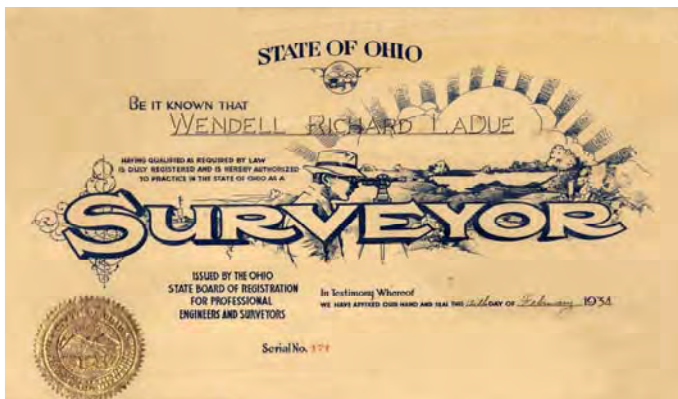 STATE OF OHIO
BE IT KNOWN THAT
WENDELL RICHARD LADUE
HAVING QUALIFIED AS REQUIRED BY LAW
IS DULY REGISTERED AND IS HEREBY AUTHORIZED
TO PRACTICE IN THE STATE OF OHIO AS A
SURVEYOR
ISSUED BY THE OHIO
STATE BOARD OF REGISTRATION
FOR PROFESSIONAL
ENGINEERS AND SURVEYORS
In Testimony Whereof
WE HAVE AFFIXED OUR HAND AND SEAL THIS DAY OF February 1934
Serial No.